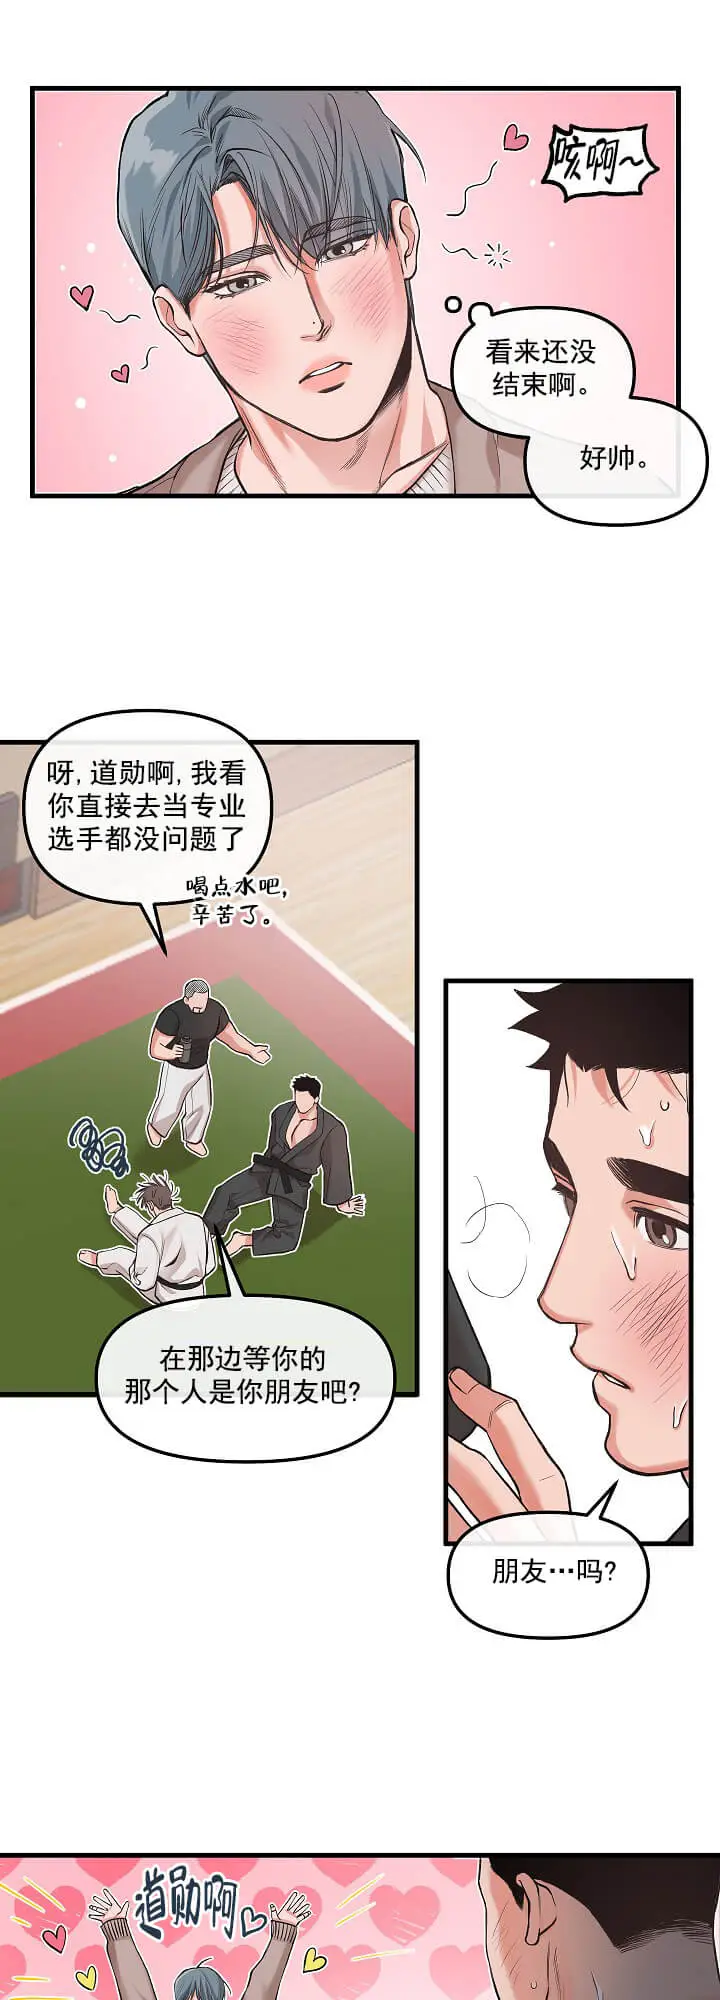 咳啊~
看来还没
结束啊。
好帅。
呀,道勋啊,我看
你直接去当专业
选手都没问题了
喝点水吧,
辛苦了。
在那边等你的
那个人是你朋友吧?
朋友…吗?
道勋啊